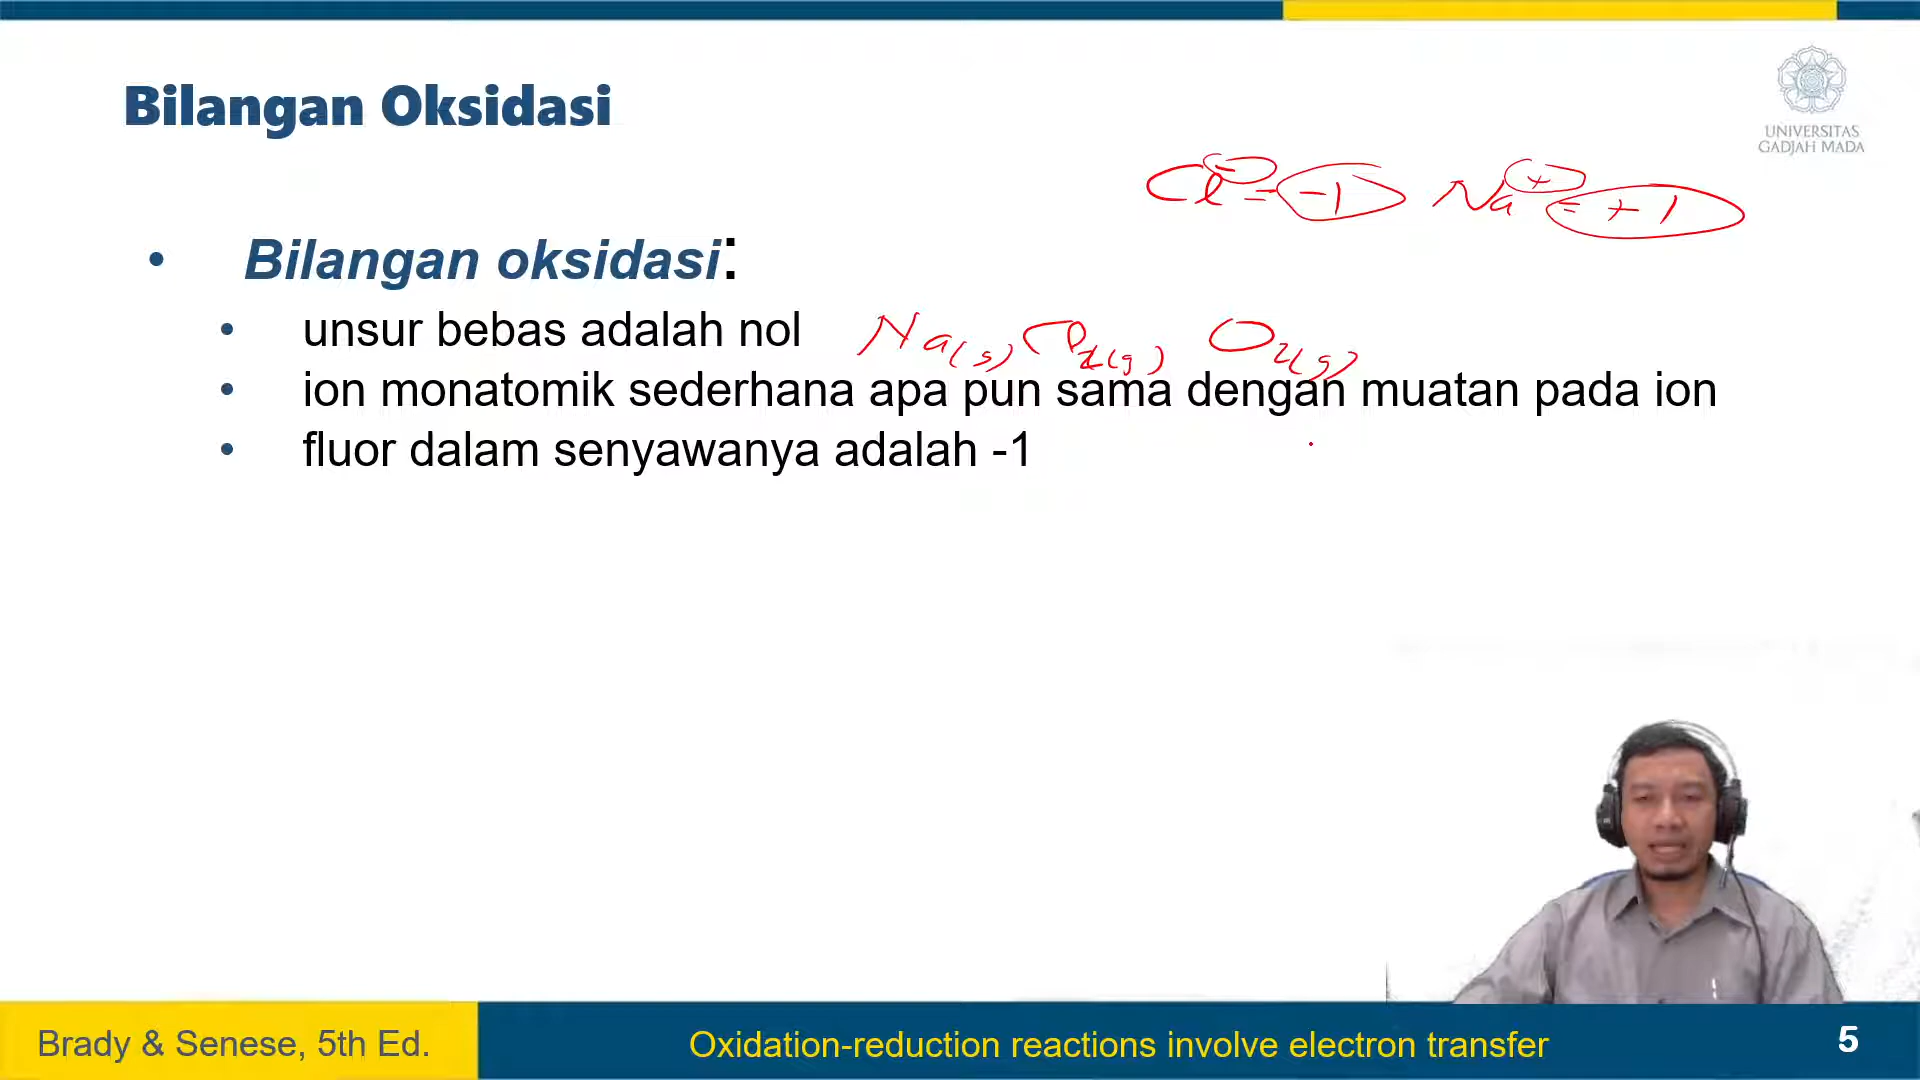 Bilangan Oksidasi
UNIVERSITAS
GADJAH MADA
Cl⁻ = -1 Na⁺ = +1
• Bilangan oksidasi:
• unsur bebas adalah nol Na(s) Cl₂(g) O₂(g)
• ion monatomik sederhana apa pun sama dengan muatan pada ion
• fluor dalam senyawanya adalah -1
Brady & Senese, 5th Ed.
Oxidation-reduction reactions involve electron transfer
5